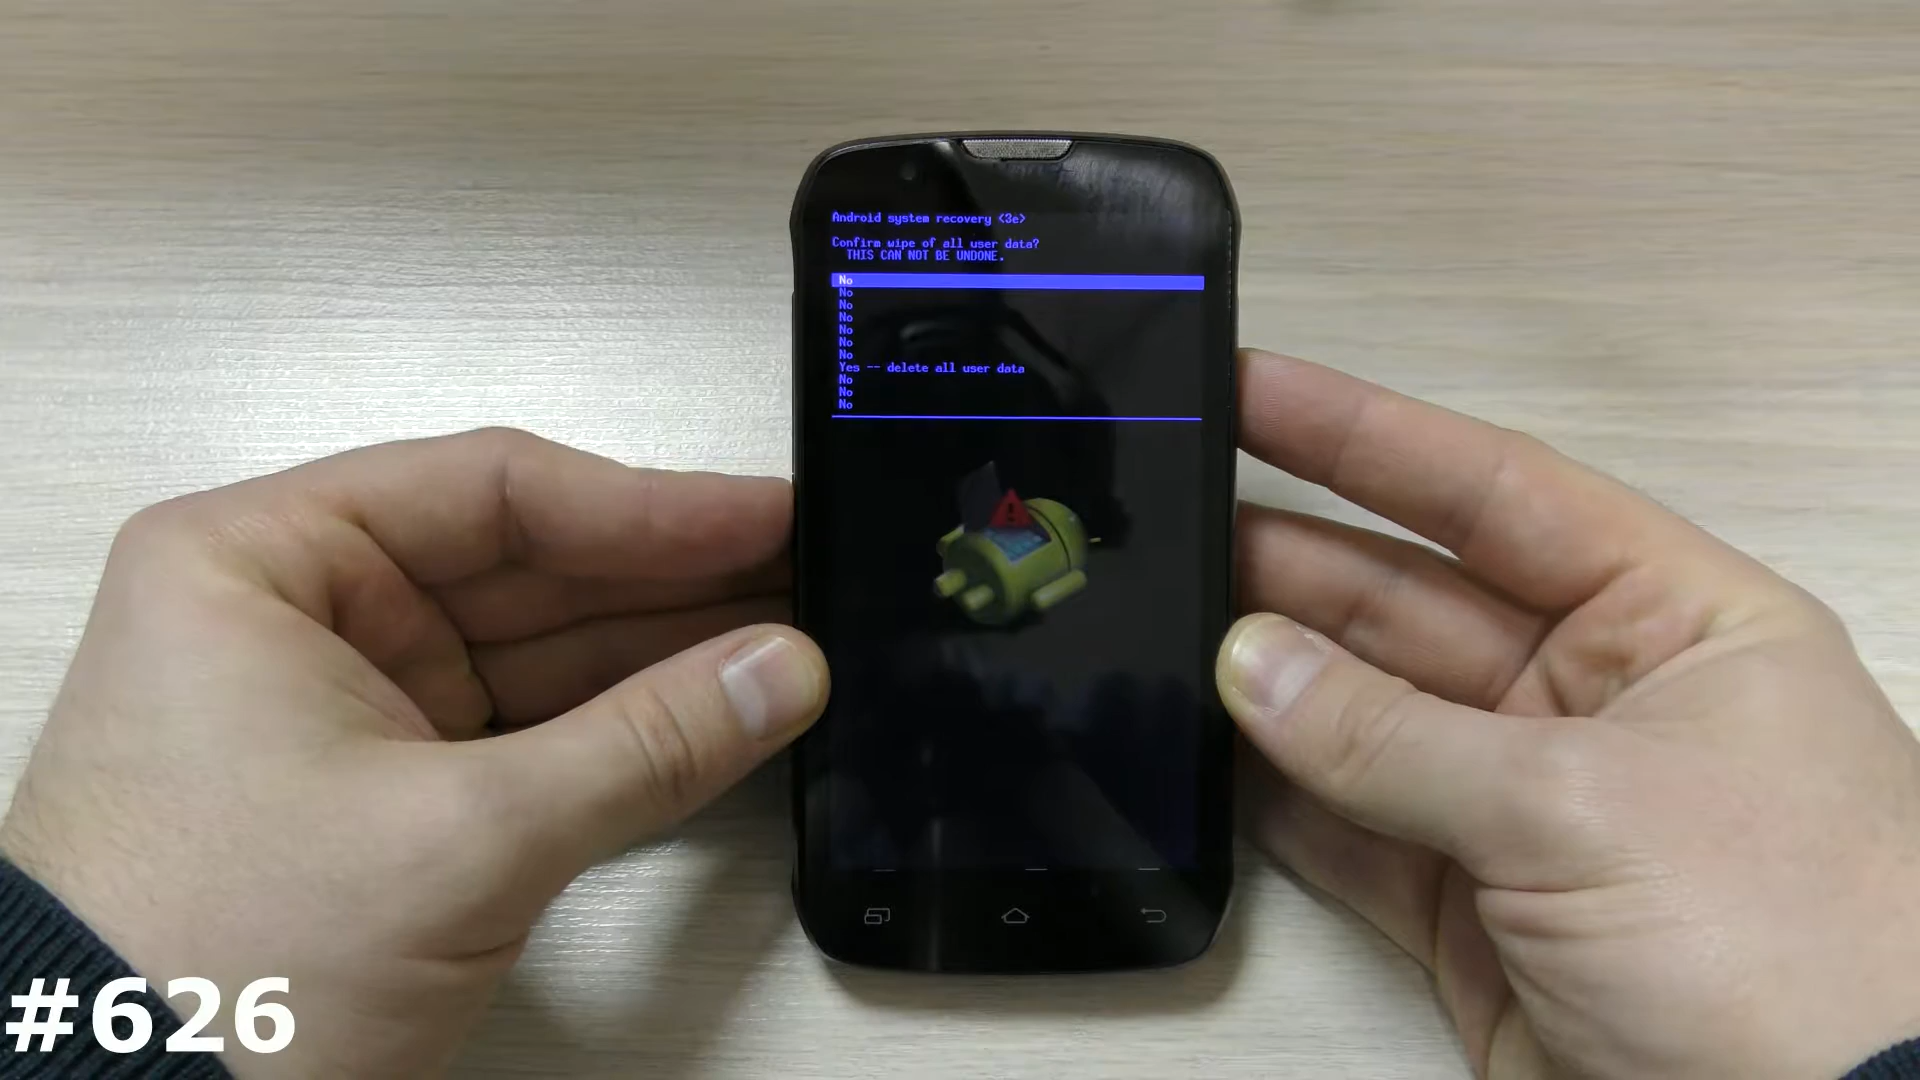 Android system recovery <3e>
Confirm wipe of all user data?
THIS CAN NOT BE UNDONE.
No
No
No
No
No
No
No
Yes -- delete all user data
No
No
No
#626